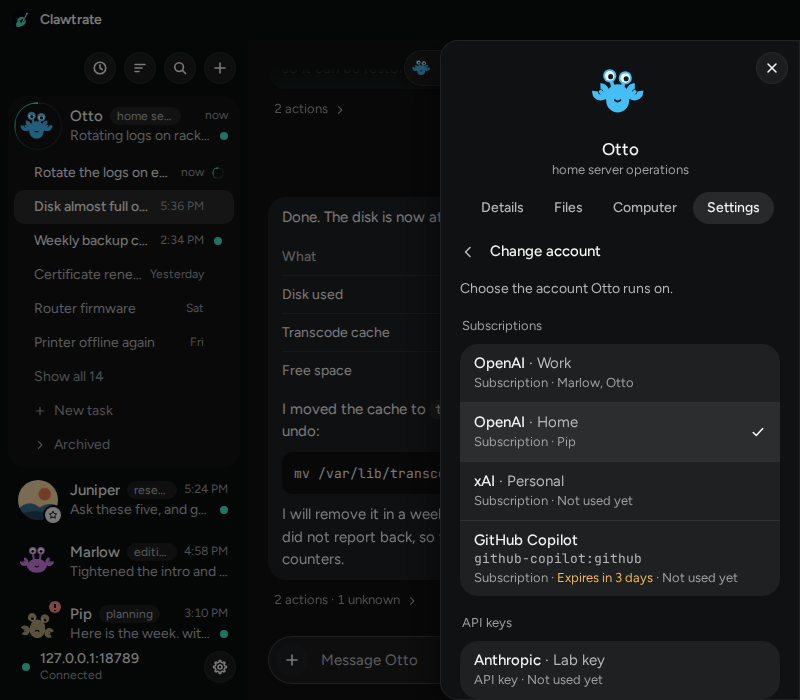 Clawtrate
Otto home se... now
Rotating logs on rack...
Rotate the logs on e... now
Disk almost full o... 5:36 PM
Weekly backup c... 2:34 PM
Certificate rene... Yesterday
Router firmware Sat
Printer offline again Fri
Show all 14
+ New task
Archived
Juniper rese... 5:24 PM
Ask these five, and g...
Marlow editi... 4:58 PM
Tightened the intro and ...
Pip planning 3:10 PM
Here is the week. wit...
127.0.0.1:18789
Connected
2 actions
Done. The disk is now at
What
Disk used
Transcode cache
Free space
I moved the cache to
undo:
mv /var/lib/transc
I will remove it in a wee
did not report back, so
counters.
2 actions · 1 unknown
+ Message Otto
Otto
home server operations
Details Files Computer Settings
Change account
Choose the account Otto runs on.
Subscriptions
OpenAI · Work
Subscription · Marlow, Otto
OpenAI · Home
Subscription · Pip
xAI · Personal
Subscription · Not used yet
GitHub Copilot
github-copilot:github
Subscription · Expires in 3 days · Not used yet
API keys
Anthropic · Lab key
API key · Not used yet